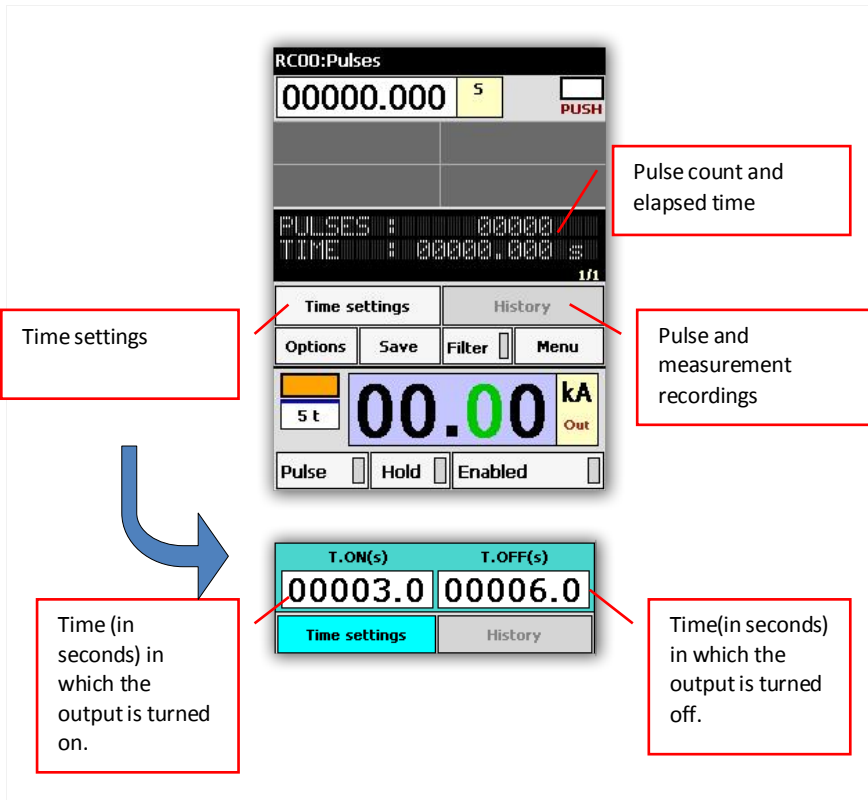 RC00:Pulses
00000.000 S
PUSH
Pulse count and
elapsed time
PULSES : 00000
TIME : 00000.000 s
1/1
Time settings
Time settings History
Pulse and
measurement
recordings
Options Save Filter Menu
5 t 00.00 kA
Out
Pulse Hold Enabled
T.ON(s) T.OFF(s)
00003.0 00006.0
Time settings History
Time (in
seconds) in
which the
output is turned
on.
Time(in seconds)
in which the
output is turned
off.